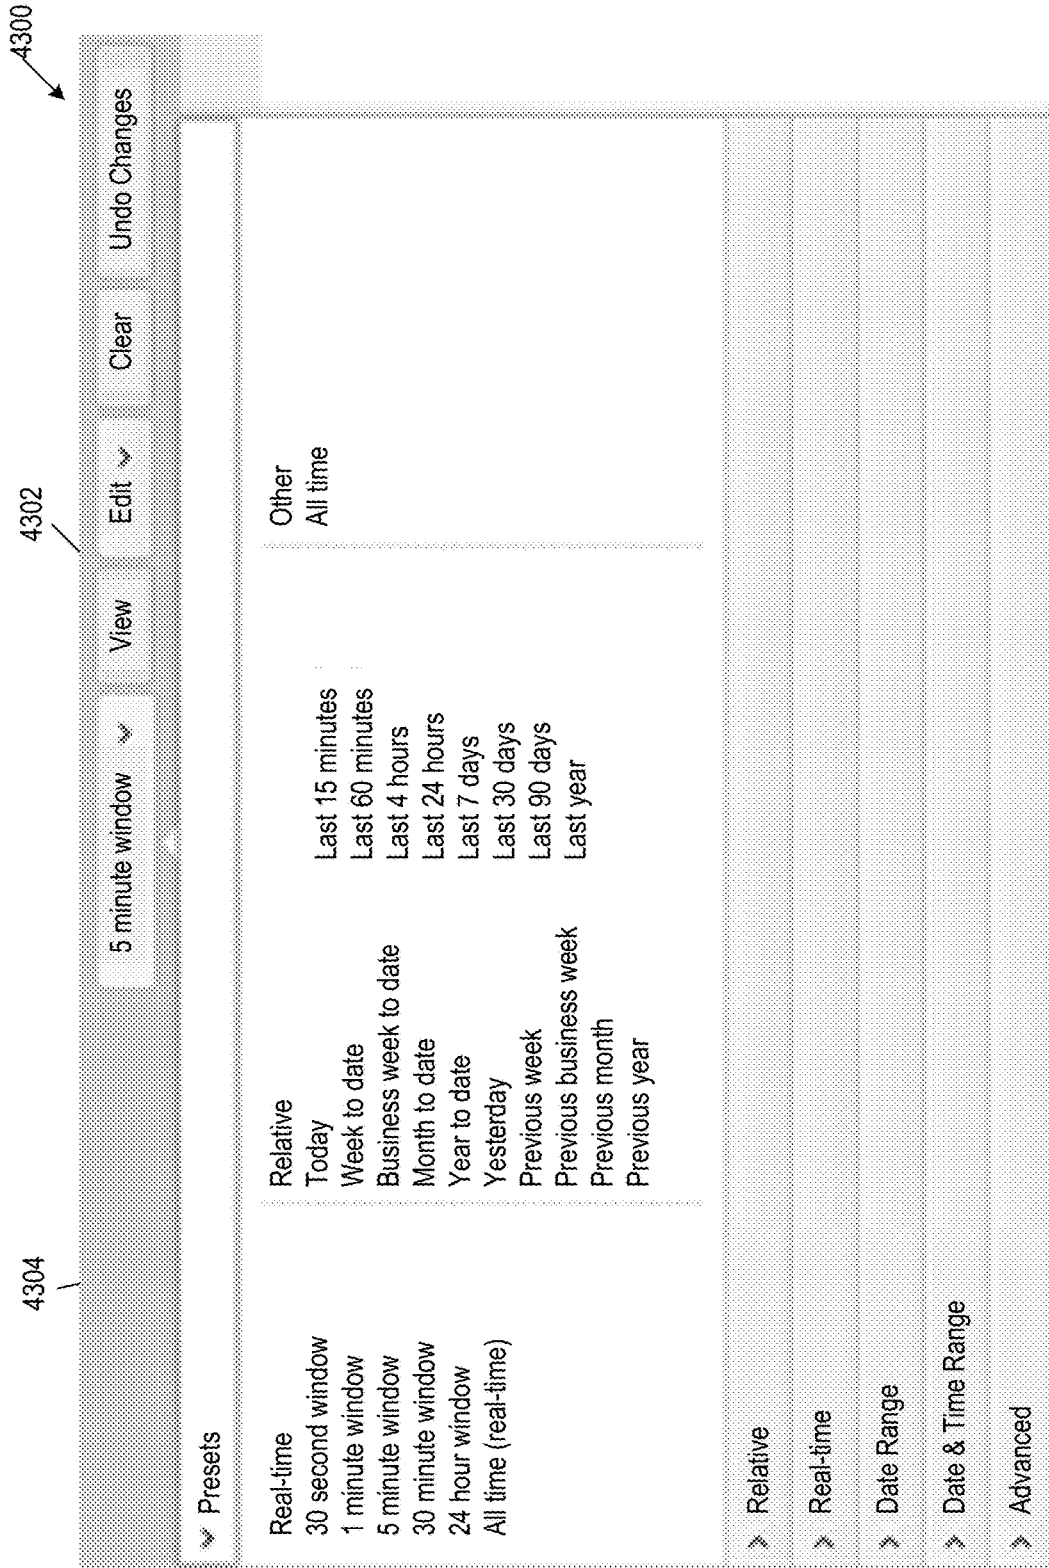 4300
4302
4304
5 minute window
View
Edit
Clear
Undo Changes
Presets
Real-time
30 second window
1 minute window
5 minute window
30 minute window
24 hour window
All time (real-time)
Relative
Today
Week to date
Business week to date
Month to date
Year to date
Yesterday
Previous week
Previous business week
Previous month
Previous year
Last 15 minutes
Last 60 minutes
Last 4 hours
Last 24 hours
Last 7 days
Last 30 days
Last 90 days
Last year
Other
All time
Relative
Real-time
Date Range
Date & Time Range
Advanced